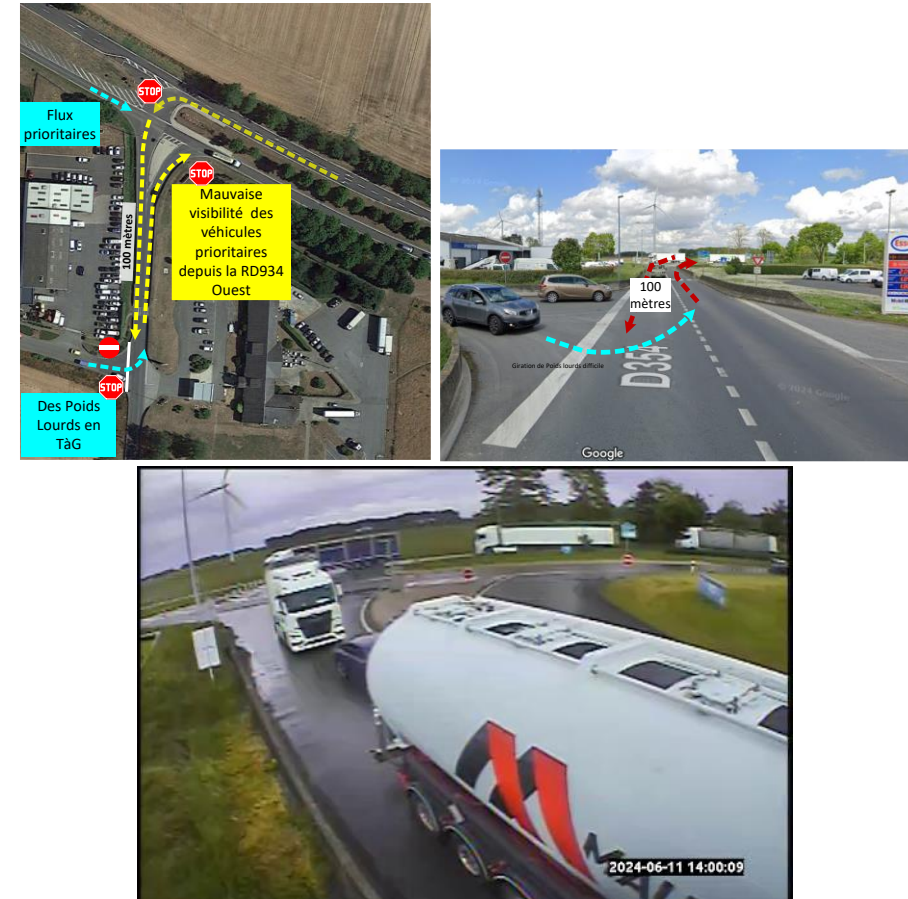 STOP
Flux
prioritaires
STOP
Mauvaise
visibilité des
véhicules
prioritaires
depuis la RD934
Ouest
100 mètres
STOP
Des Poids
Lourds en
TàG
100
mètres
Esso
Giration de Poids lourds difficile
D354
© 2024 Google
Google
2024-06-11 14:00:09